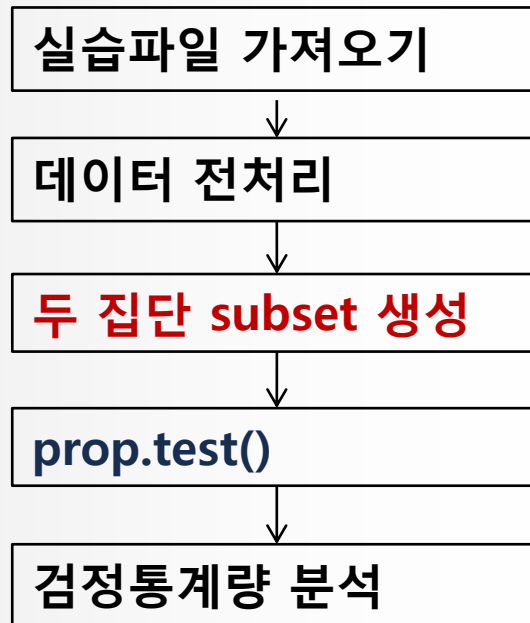 실습파일 가져오기
데이터 전처리
두 집단 subset 생성
prop.test()
검정통계량 분석